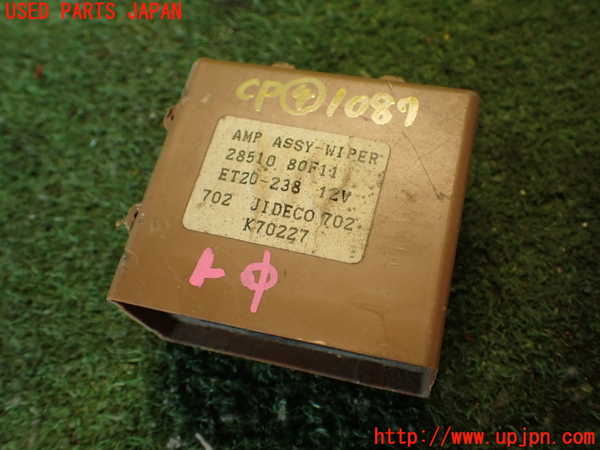 USED PARTS JAPAN
CP④1089
AMP ASSY-WIPER
28510 80F11
ET20-238 12V
702 JIDECO 702
K70227
http://www.upjpn.com/